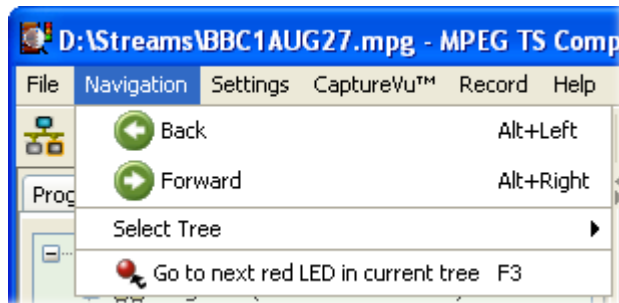 D:\Streams\BBC1AUG27.mpg - MPEG TS Comp
File Navigation Settings CaptureVu™ Record Help
Back Alt+Left
Forward Alt+Right
Prog
Select Tree
Go to next red LED in current tree F3